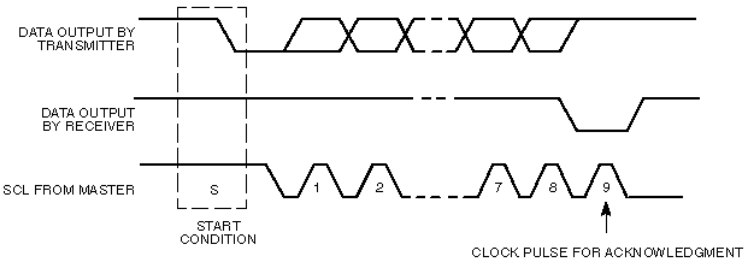 DATA OUTPUT BY
TRANSMITTER
DATA OUTPUT
BY RECEIVER
SCL FROM MASTER
S
1
2
7
8
9
START
CONDITION
CLOCK PULSE FOR ACKNOWLEDGMENT